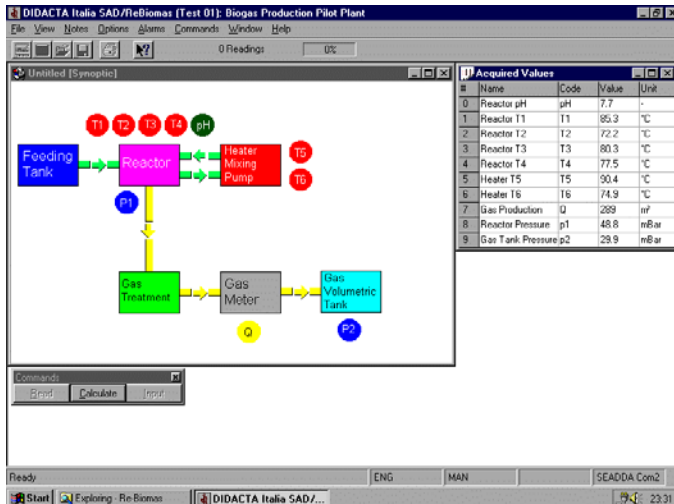 DIDACTA Italia SAD/ReBiomas (Test 01): Biogas Production Pilot Plant
File View Notes Options Alarms Commands Window Help
0 Readings 0%
Untitled [Synoptic]
T1 T2 T3 T4 pH
Feeding Tank
Reactor
Heater Mixing Pump
T5
T6
P1
Gas Treatment
Gas Meter
Gas Volumetric Tank
Q
P2
Acquired Values
# Name Code Value Unit
0 Reactor pH pH 7.7 -
1 Reactor T1 T1 85.3 °C
2 Reactor T2 T2 72.2 °C
3 Reactor T3 T3 80.3 °C
4 Reactor T4 T4 77.5 °C
5 Heater T5 T5 90.4 °C
6 Heater T6 T6 74.9 °C
7 Gas Production Q 289 m³
8 Reactor Pressure p1 48.8 mBar
9 Gas Tank Pressure p2 29.9 mBar
Commands
Read Calculate Input
Ready ENG MAN SEADDA Com2
Start Exploring - Re-Biomas DIDACTA Italia SAD/... 23:31